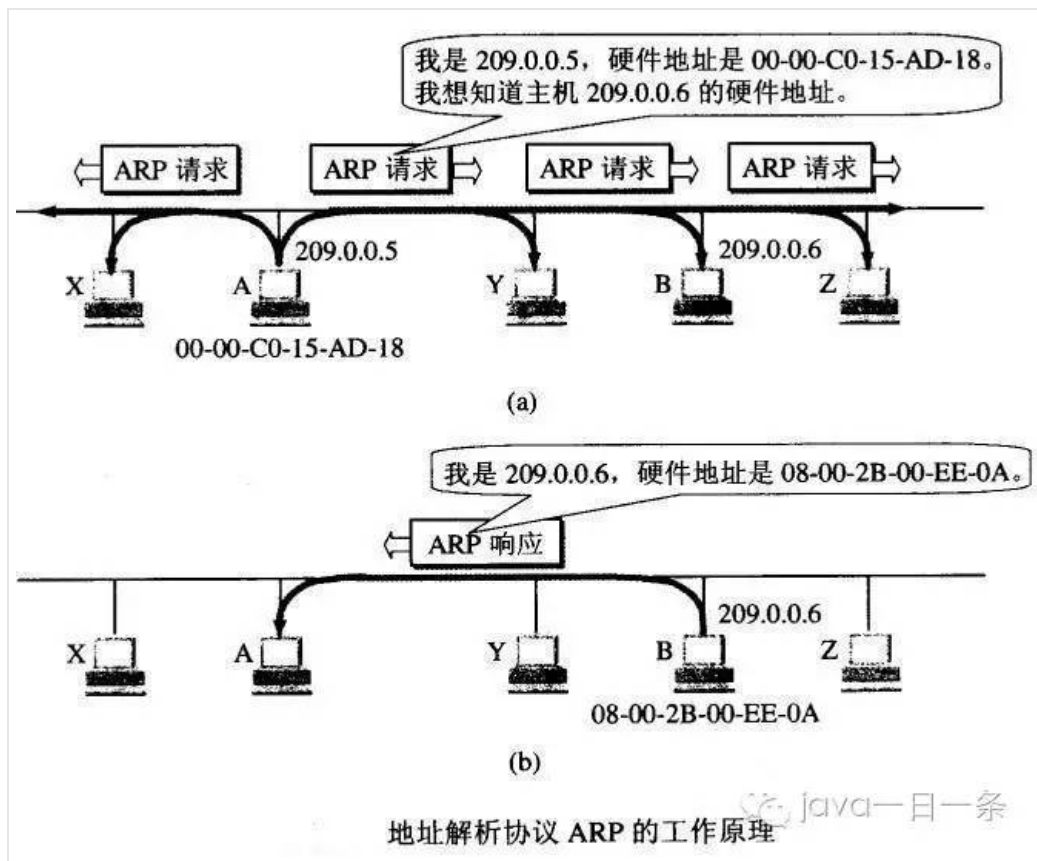 我是 209.0.0.5，硬件地址是 00-00-C0-15-AD-18。
我想知道主机 209.0.0.6 的硬件地址。
ARP 请求 ARP 请求 ARP 请求 ARP 请求
209.0.0.5 209.0.0.6
X A Y B Z
00-00-C0-15-AD-18
(a)
我是 209.0.0.6，硬件地址是 08-00-2B-00-EE-0A。
ARP 响应
209.0.0.6
X A Y B Z
08-00-2B-00-EE-0A
(b)
java一日一条
地址解析协议 ARP 的工作原理